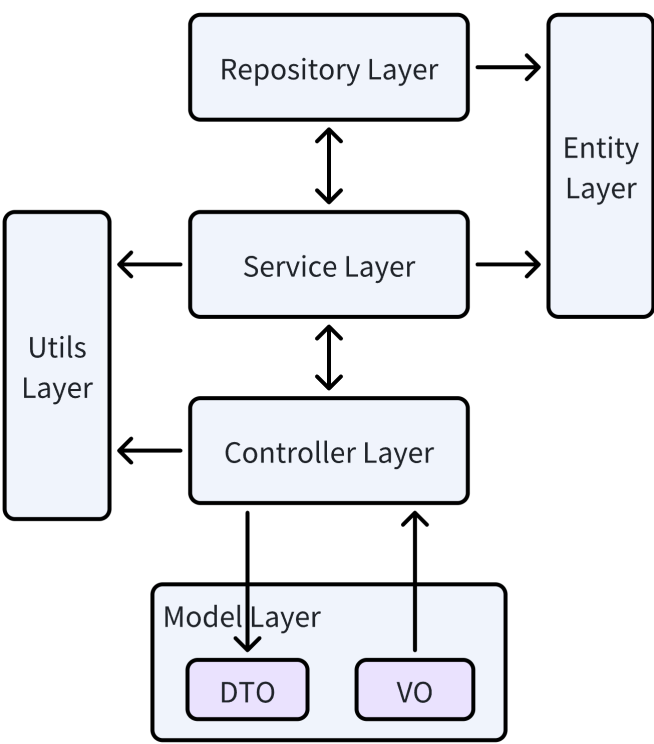 Repository Layer
Entity
Layer
Service Layer
Utils
Layer
Controller Layer
Model Layer
DTO
VO